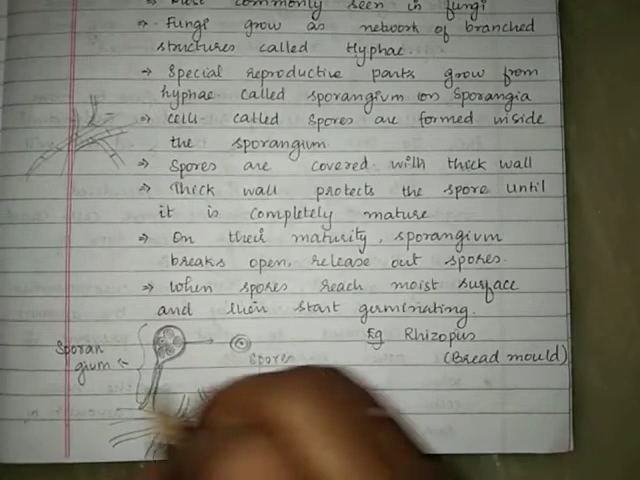 commonly seen in fungi
→ Fungi grow as network of branched
structures called Hyphae.
→ Special reproductive parts grow from
hyphae called sporangium or Sporangia
→ Cells called Spores are formed inside
the sporangium
→ Spores are covered with thick wall
→ Thick wall protects the spore until
it is completely mature
→ On their maturity, sporangium
breaks open, release out spores.
→ When spores reach moist surface
and then start germinating.
Eg Rhizopus
(Bread mould)
Sporan
gium
Spores